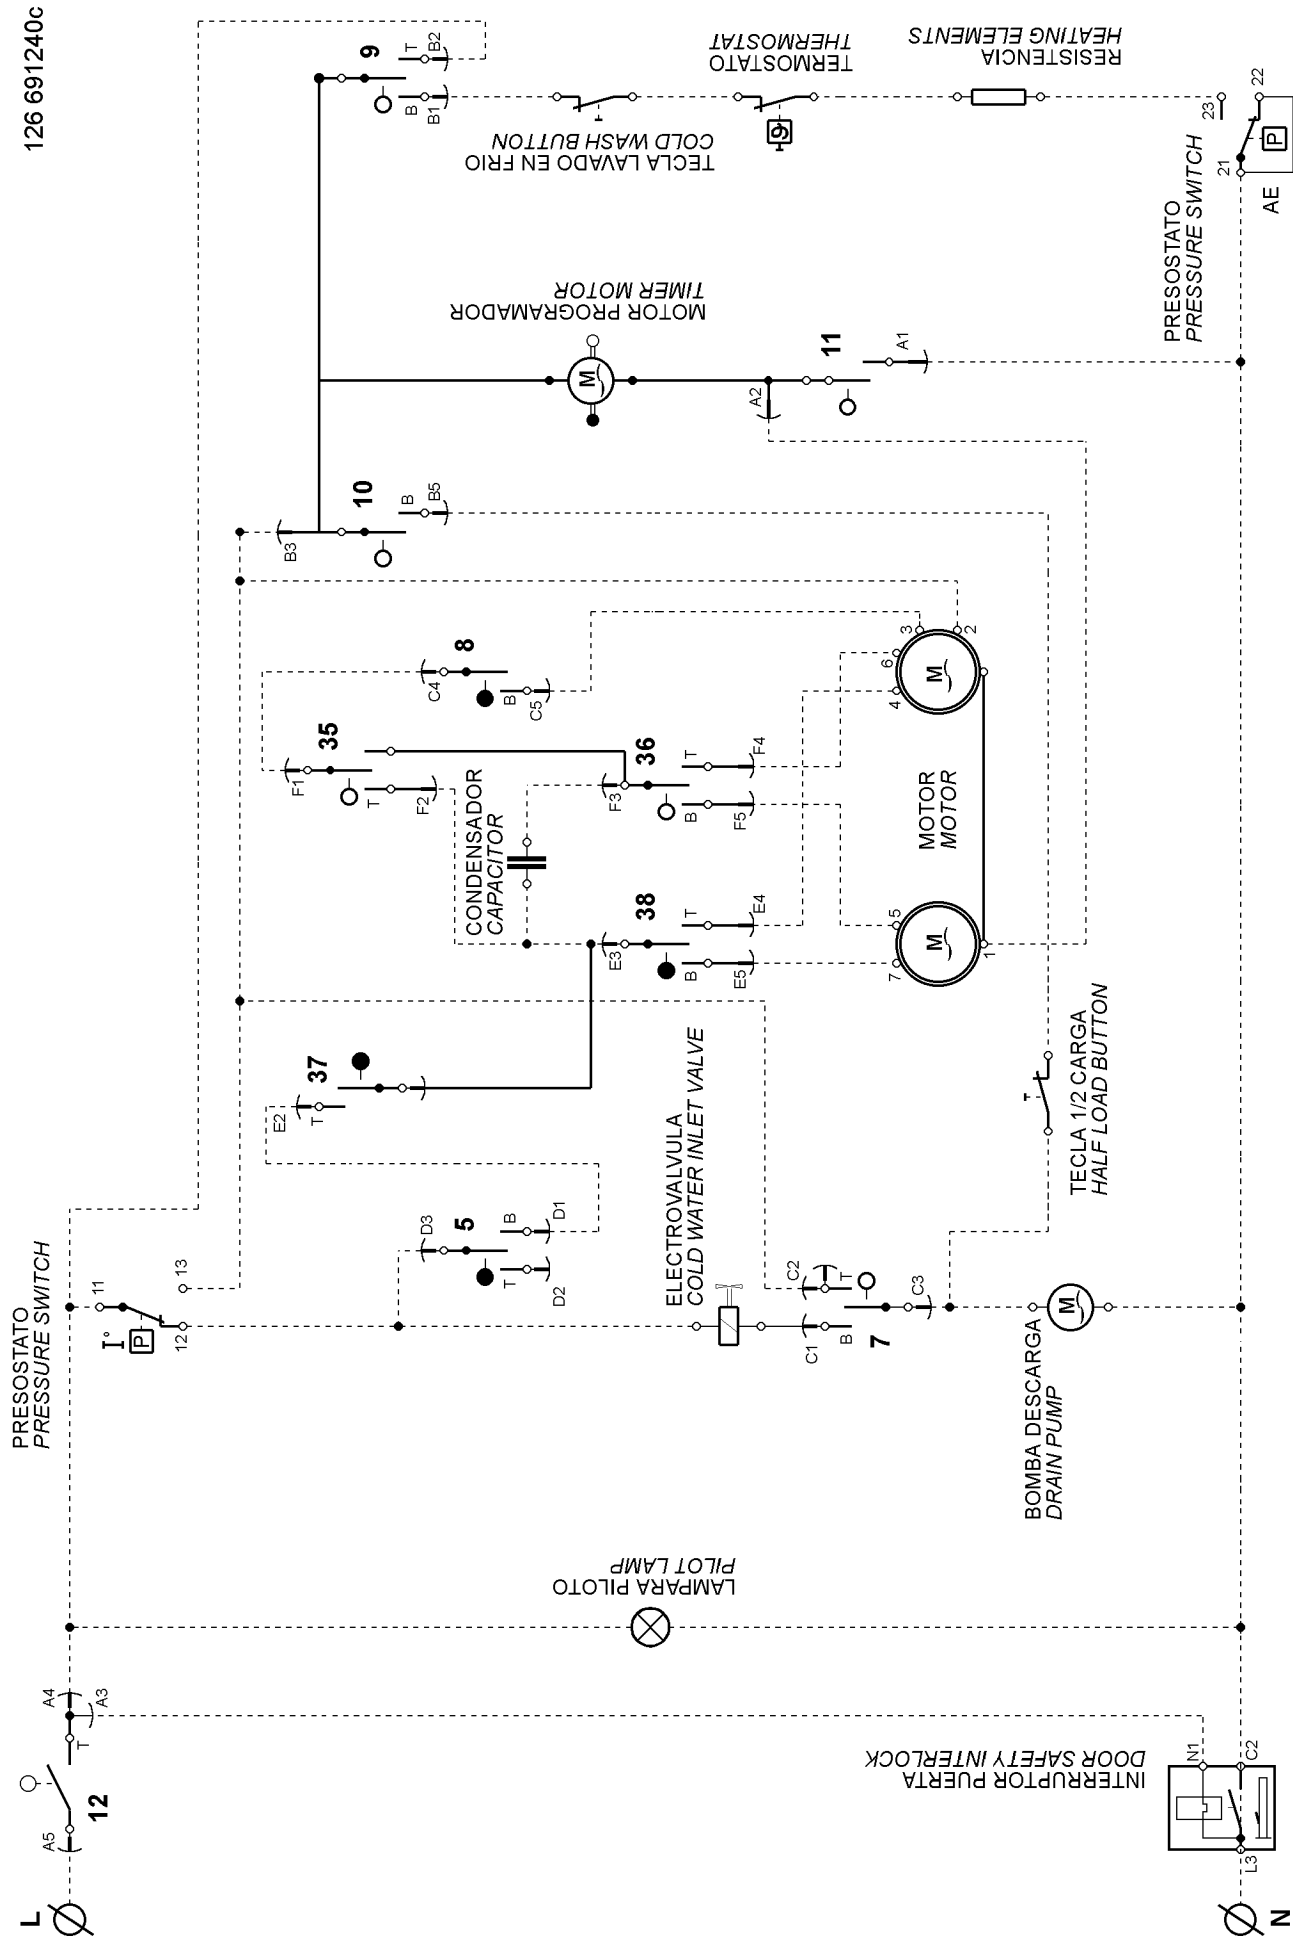 126 691240c
L
A5
12
T
A4
A3
LAMPARA PILOTO
PILOT LAMP
INTERRUPTOR PUERTA
DOOR SAFETY INTERLOCK
N1
C2
L3
N
PRESOSTATO
PRESSURE SWITCH
11
I°
P
12
13
D3
5
B
D1
T
D2
E2
T
37
ELECTROVALVULA
COLD WATER INLET VALVE
C1
B
7
C2
T
C3
BOMBA DESCARGA
DRAIN PUMP
M
TECLA 1/2 CARGA
HALF LOAD BUTTON
CONDENSADOR
CAPACITOR
E3
38
B
E5
T
E4
F1
35
T
F2
F3
36
B
F5
T
F4
C4
8
B
C5
MOTOR
MOTOR
M
7
5
1
M
4
6
3
2
B3
10
B
B5
MOTOR PROGRAMADOR
TIMER MOTOR
M
A2
11
A1
9
B
B1
T
B2
TECLA LAVADO EN FRIO
COLD WASH BUTTON
TERMOSTATO
THERMOSTAT
RESISTENCIA
HEATING ELEMENTS
PRESOSTATO
PRESSURE SWITCH
21
23
22
P
AE